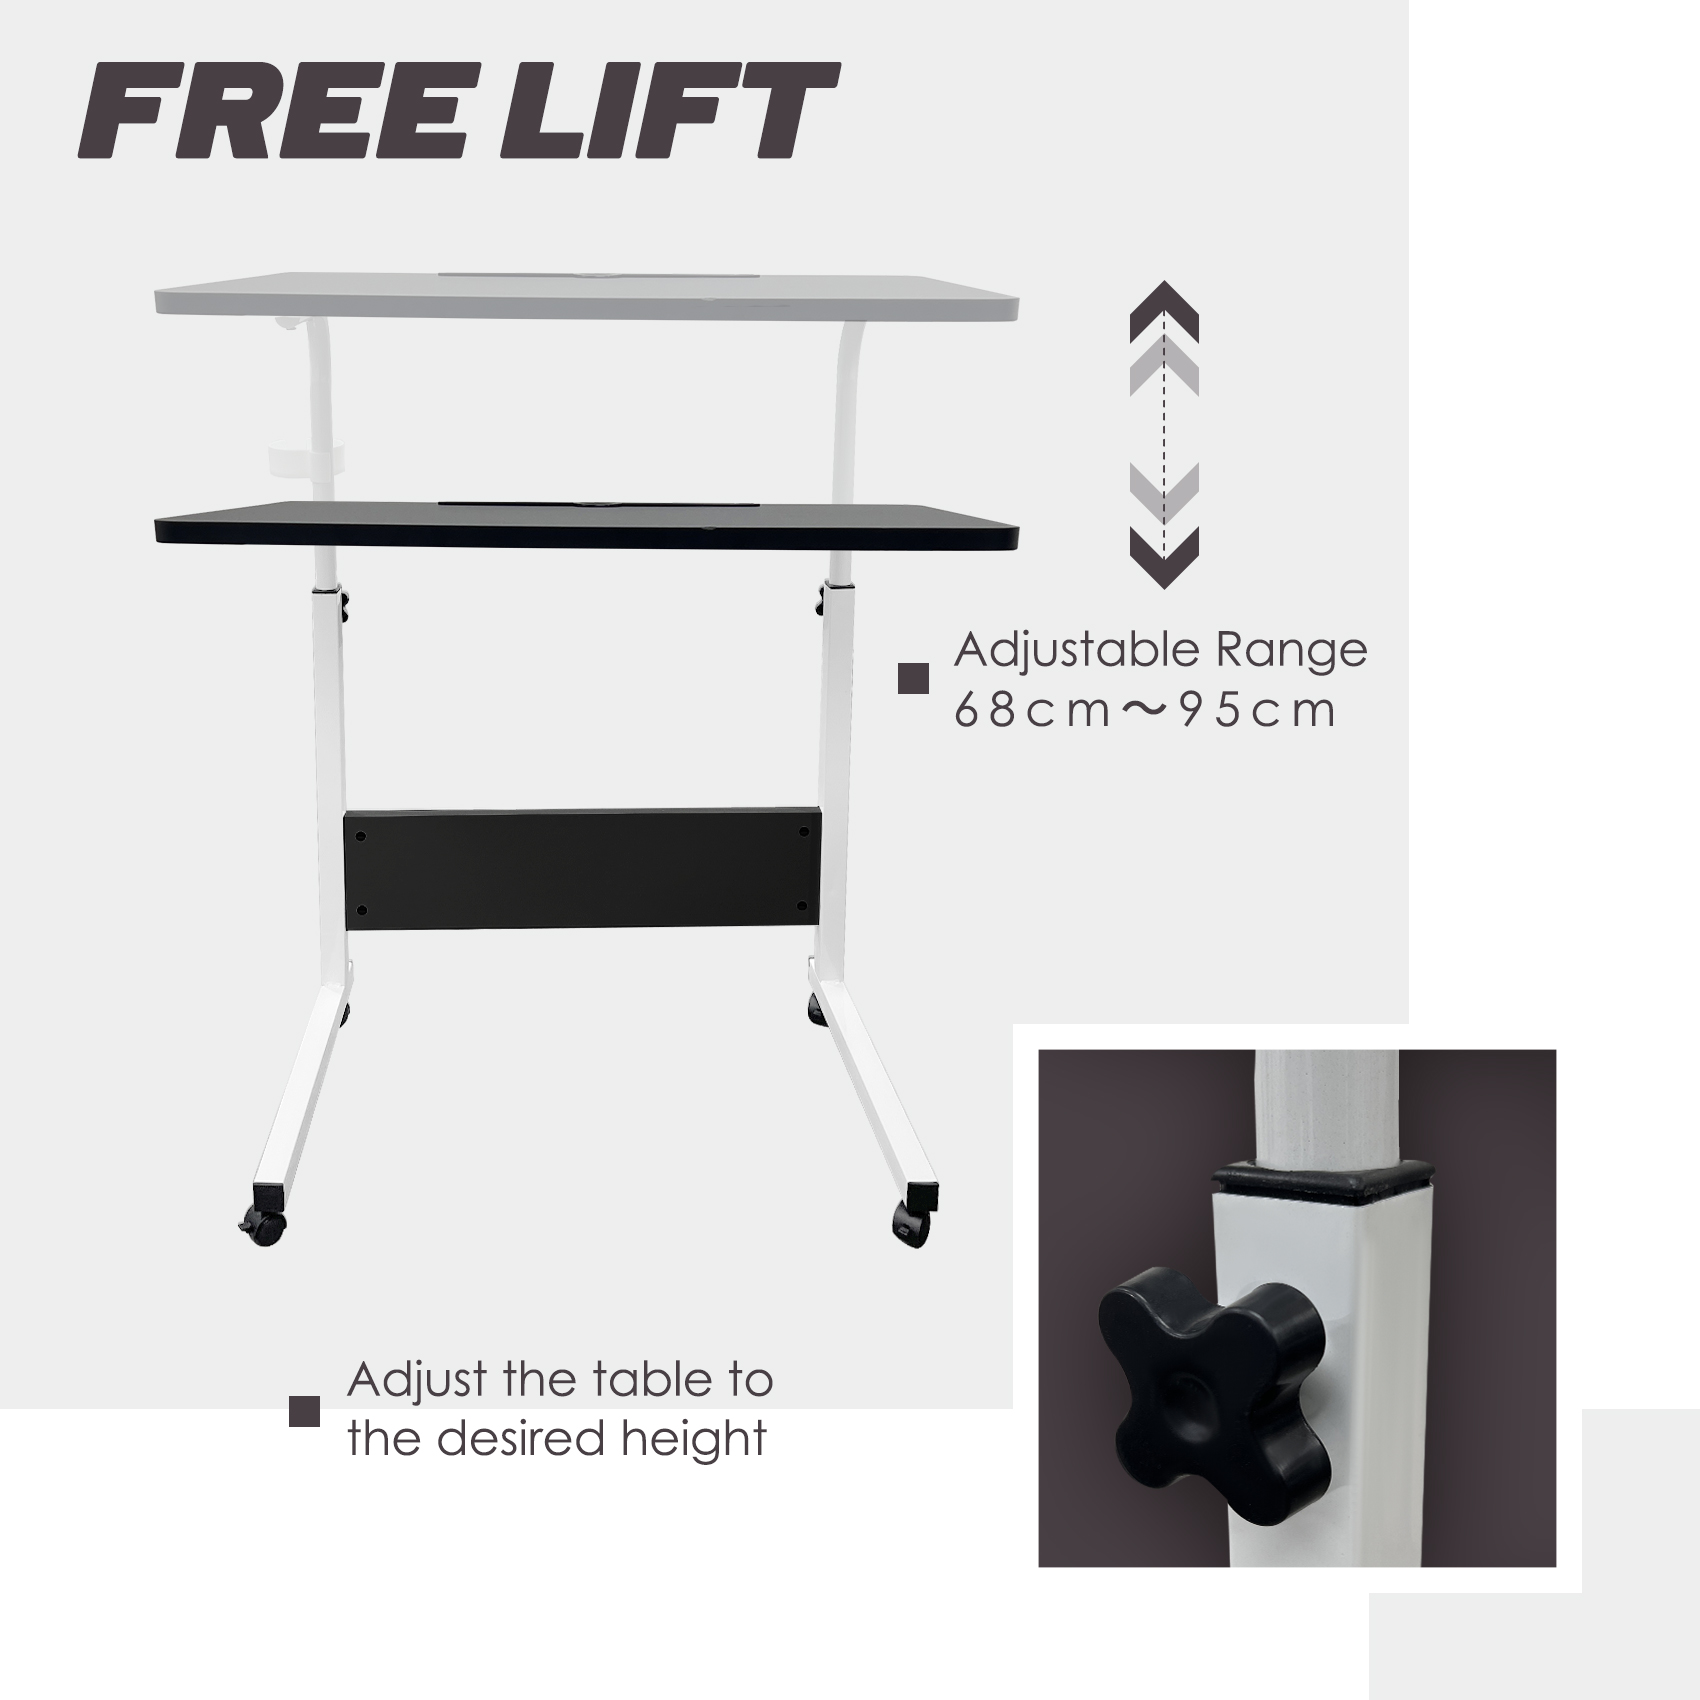 FREE LIFT
Adjustable Range
68cm～95cm
Adjust the table to
the desired height